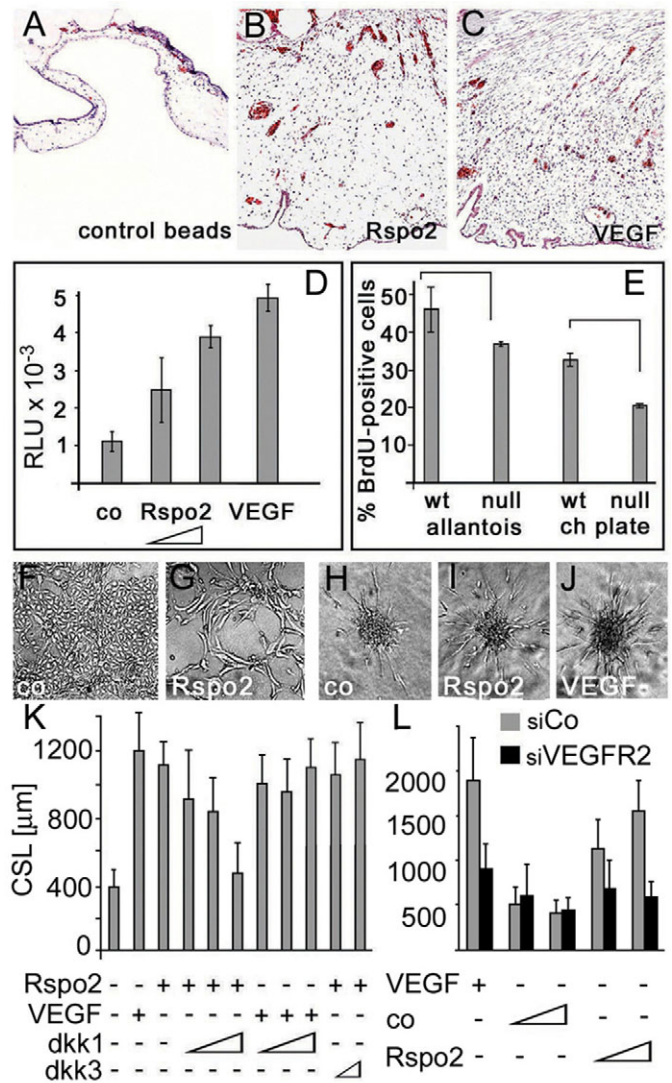 A B C
control beads Rspo2 VEGF
D E
RLU x 10-3
5
4
3
2
1
co Rspo2 VEGF
% BrdU-positive cells
50
40
30
20
wt null wt null
allantois ch plate
F G H I J
co Rspo2 co Rspo2 VEGF
K L
siCo
siVEGFR2
CSL [µm]
1200
800
400
0
2000
1500
1000
500
Rspo2 - - + + + + - - - + +
VEGF - + - - - - + + + - -
dkk1 - - - - -
dkk3 - - - - - - - - -
VEGF + - - - -
co - - -
Rspo2 - - -